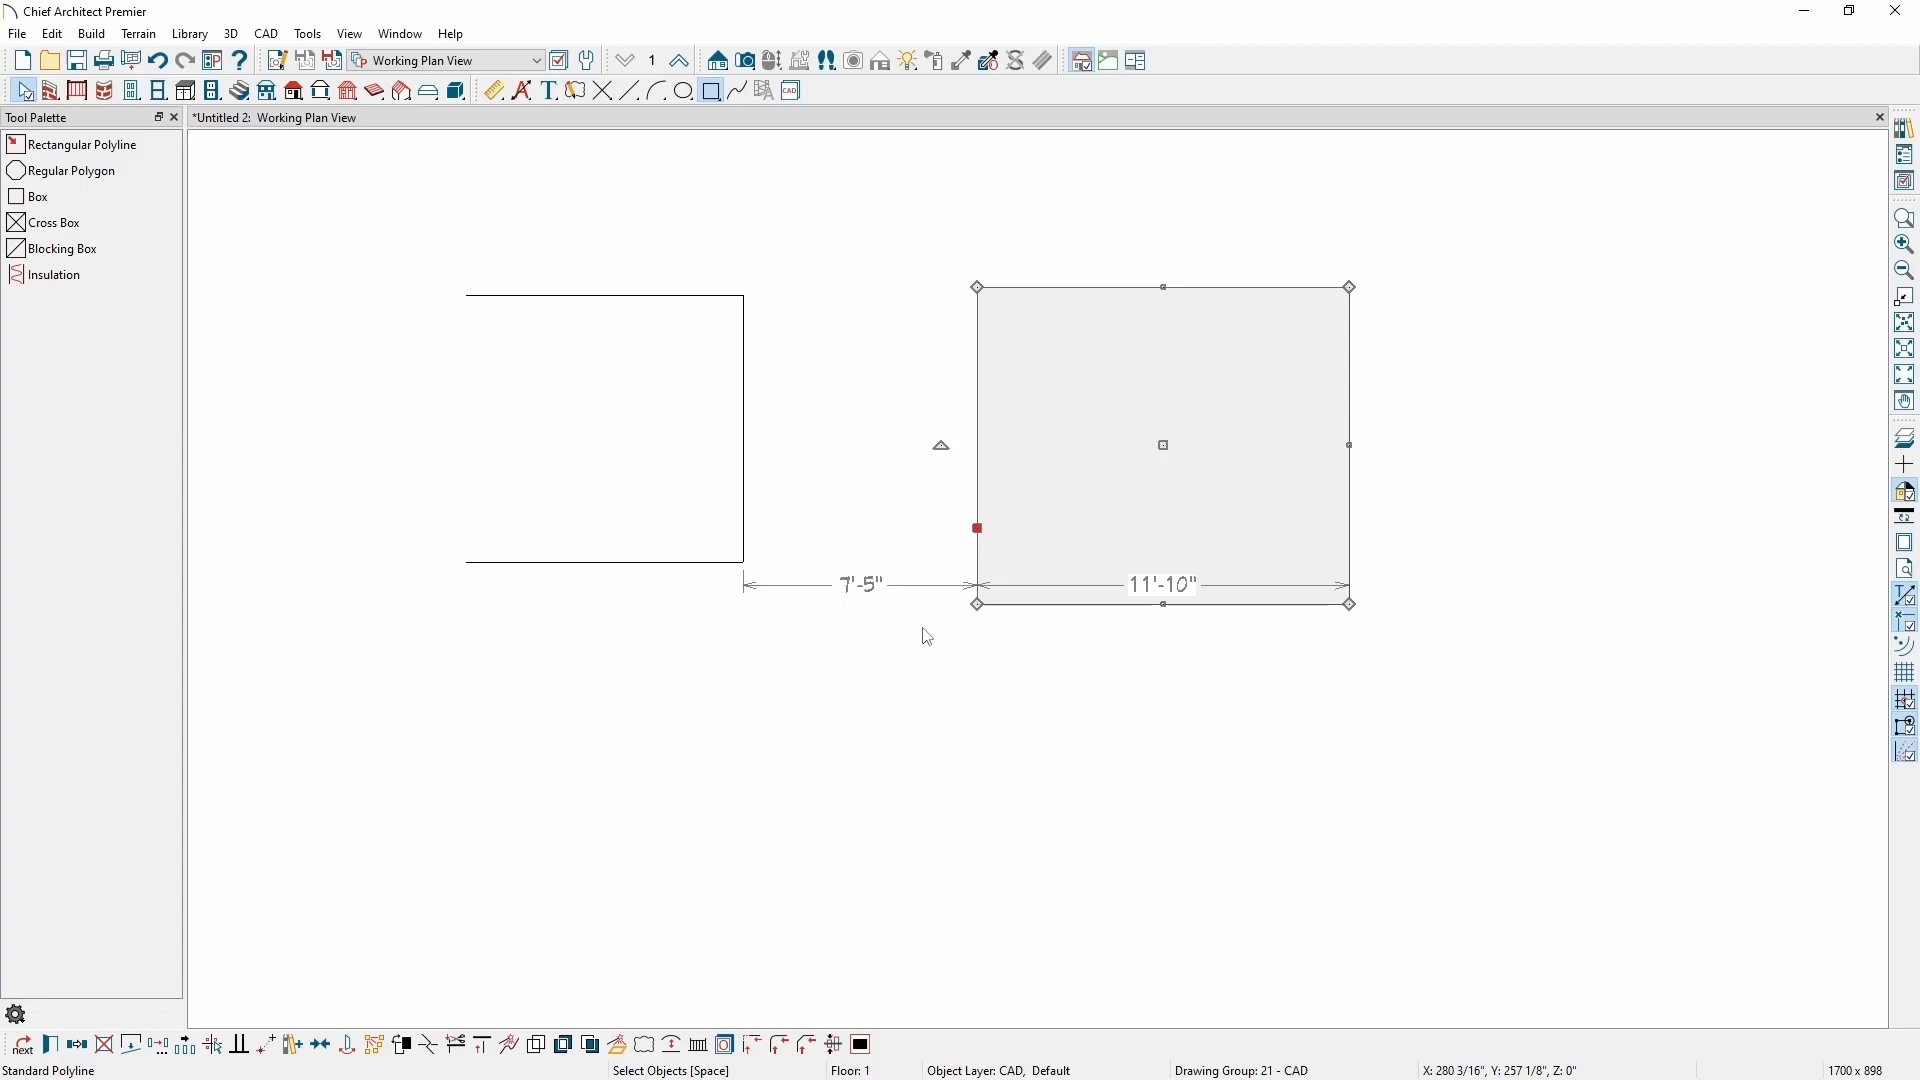 Chief Architect Premier
File Edit Build Terrain Library 3D CAD Tools View Window Help
Working Plan View 1
CAD
Tool Palette
*Untitled 2: Working Plan View
Rectangular Polyline
Regular Polygon
Box
Cross Box
Blocking Box
Insulation
7'-5"
11'-10"
next
Standard Polyline Select Objects [Space] Floor: 1 Object Layer: CAD, Default Drawing Group: 21 - CAD X: 280 3/16", Y: 257 1/8", Z: 0" 1700 x 898